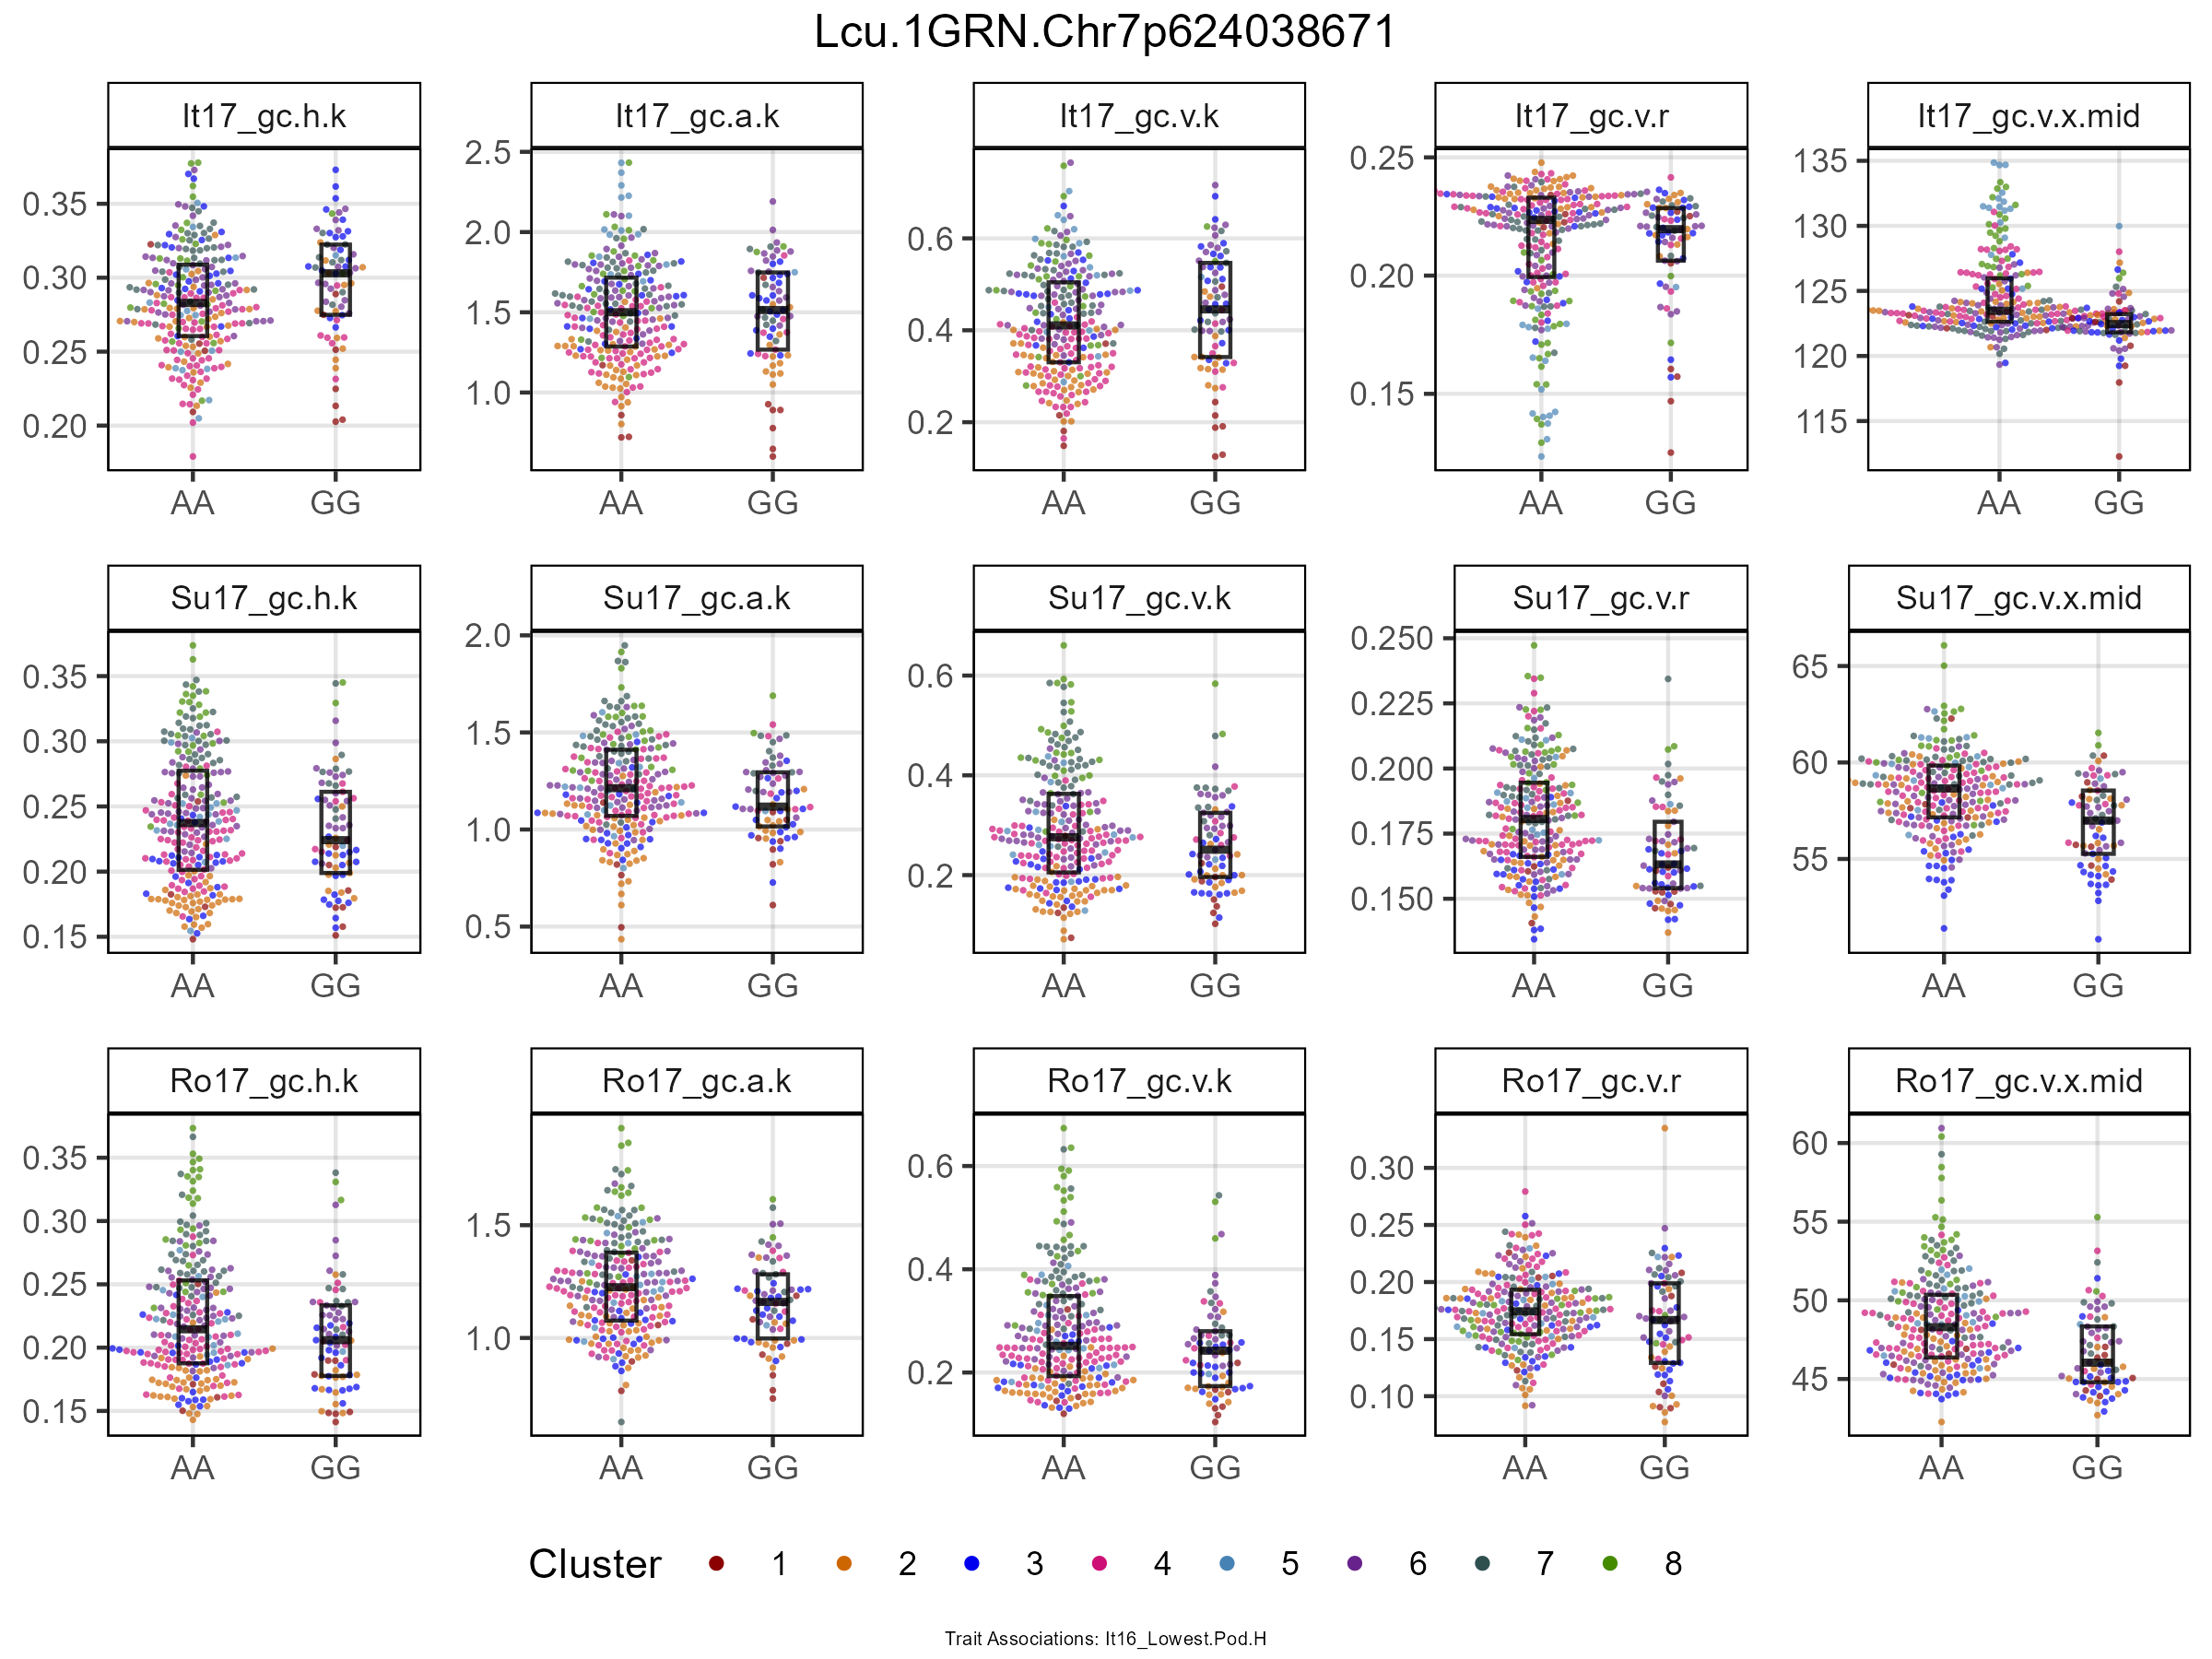 Lcu.1GRN.Chr7p624038671
It17_gc.h.k
It17_gc.a.k
It17_gc.v.k
It17_gc.v.r
It17_gc.v.x.mid
0.35
0.30
0.25
0.20
2.5
2.0
1.5
1.0
0.6
0.4
0.2
0.25
0.20
0.15
135
130
125
120
115
AA GG
AA GG
AA GG
AA GG
AA GG
Su17_gc.h.k
Su17_gc.a.k
Su17_gc.v.k
Su17_gc.v.r
Su17_gc.v.x.mid
0.35
0.30
0.25
0.20
0.15
2.0
1.5
1.0
0.5
0.6
0.4
0.2
0.250
0.225
0.200
0.175
0.150
65
60
55
AA GG
AA GG
AA GG
AA GG
AA GG
Ro17_gc.h.k
Ro17_gc.a.k
Ro17_gc.v.k
Ro17_gc.v.r
Ro17_gc.v.x.mid
0.35
0.30
0.25
0.20
0.15
1.5
1.0
0.6
0.4
0.2
0.30
0.25
0.20
0.15
0.10
60
55
50
45
AA GG
AA GG
AA GG
AA GG
AA GG
Cluster 1 2 3 4 5 6 7 8
Trait Associations: It16_Lowest.Pod.H